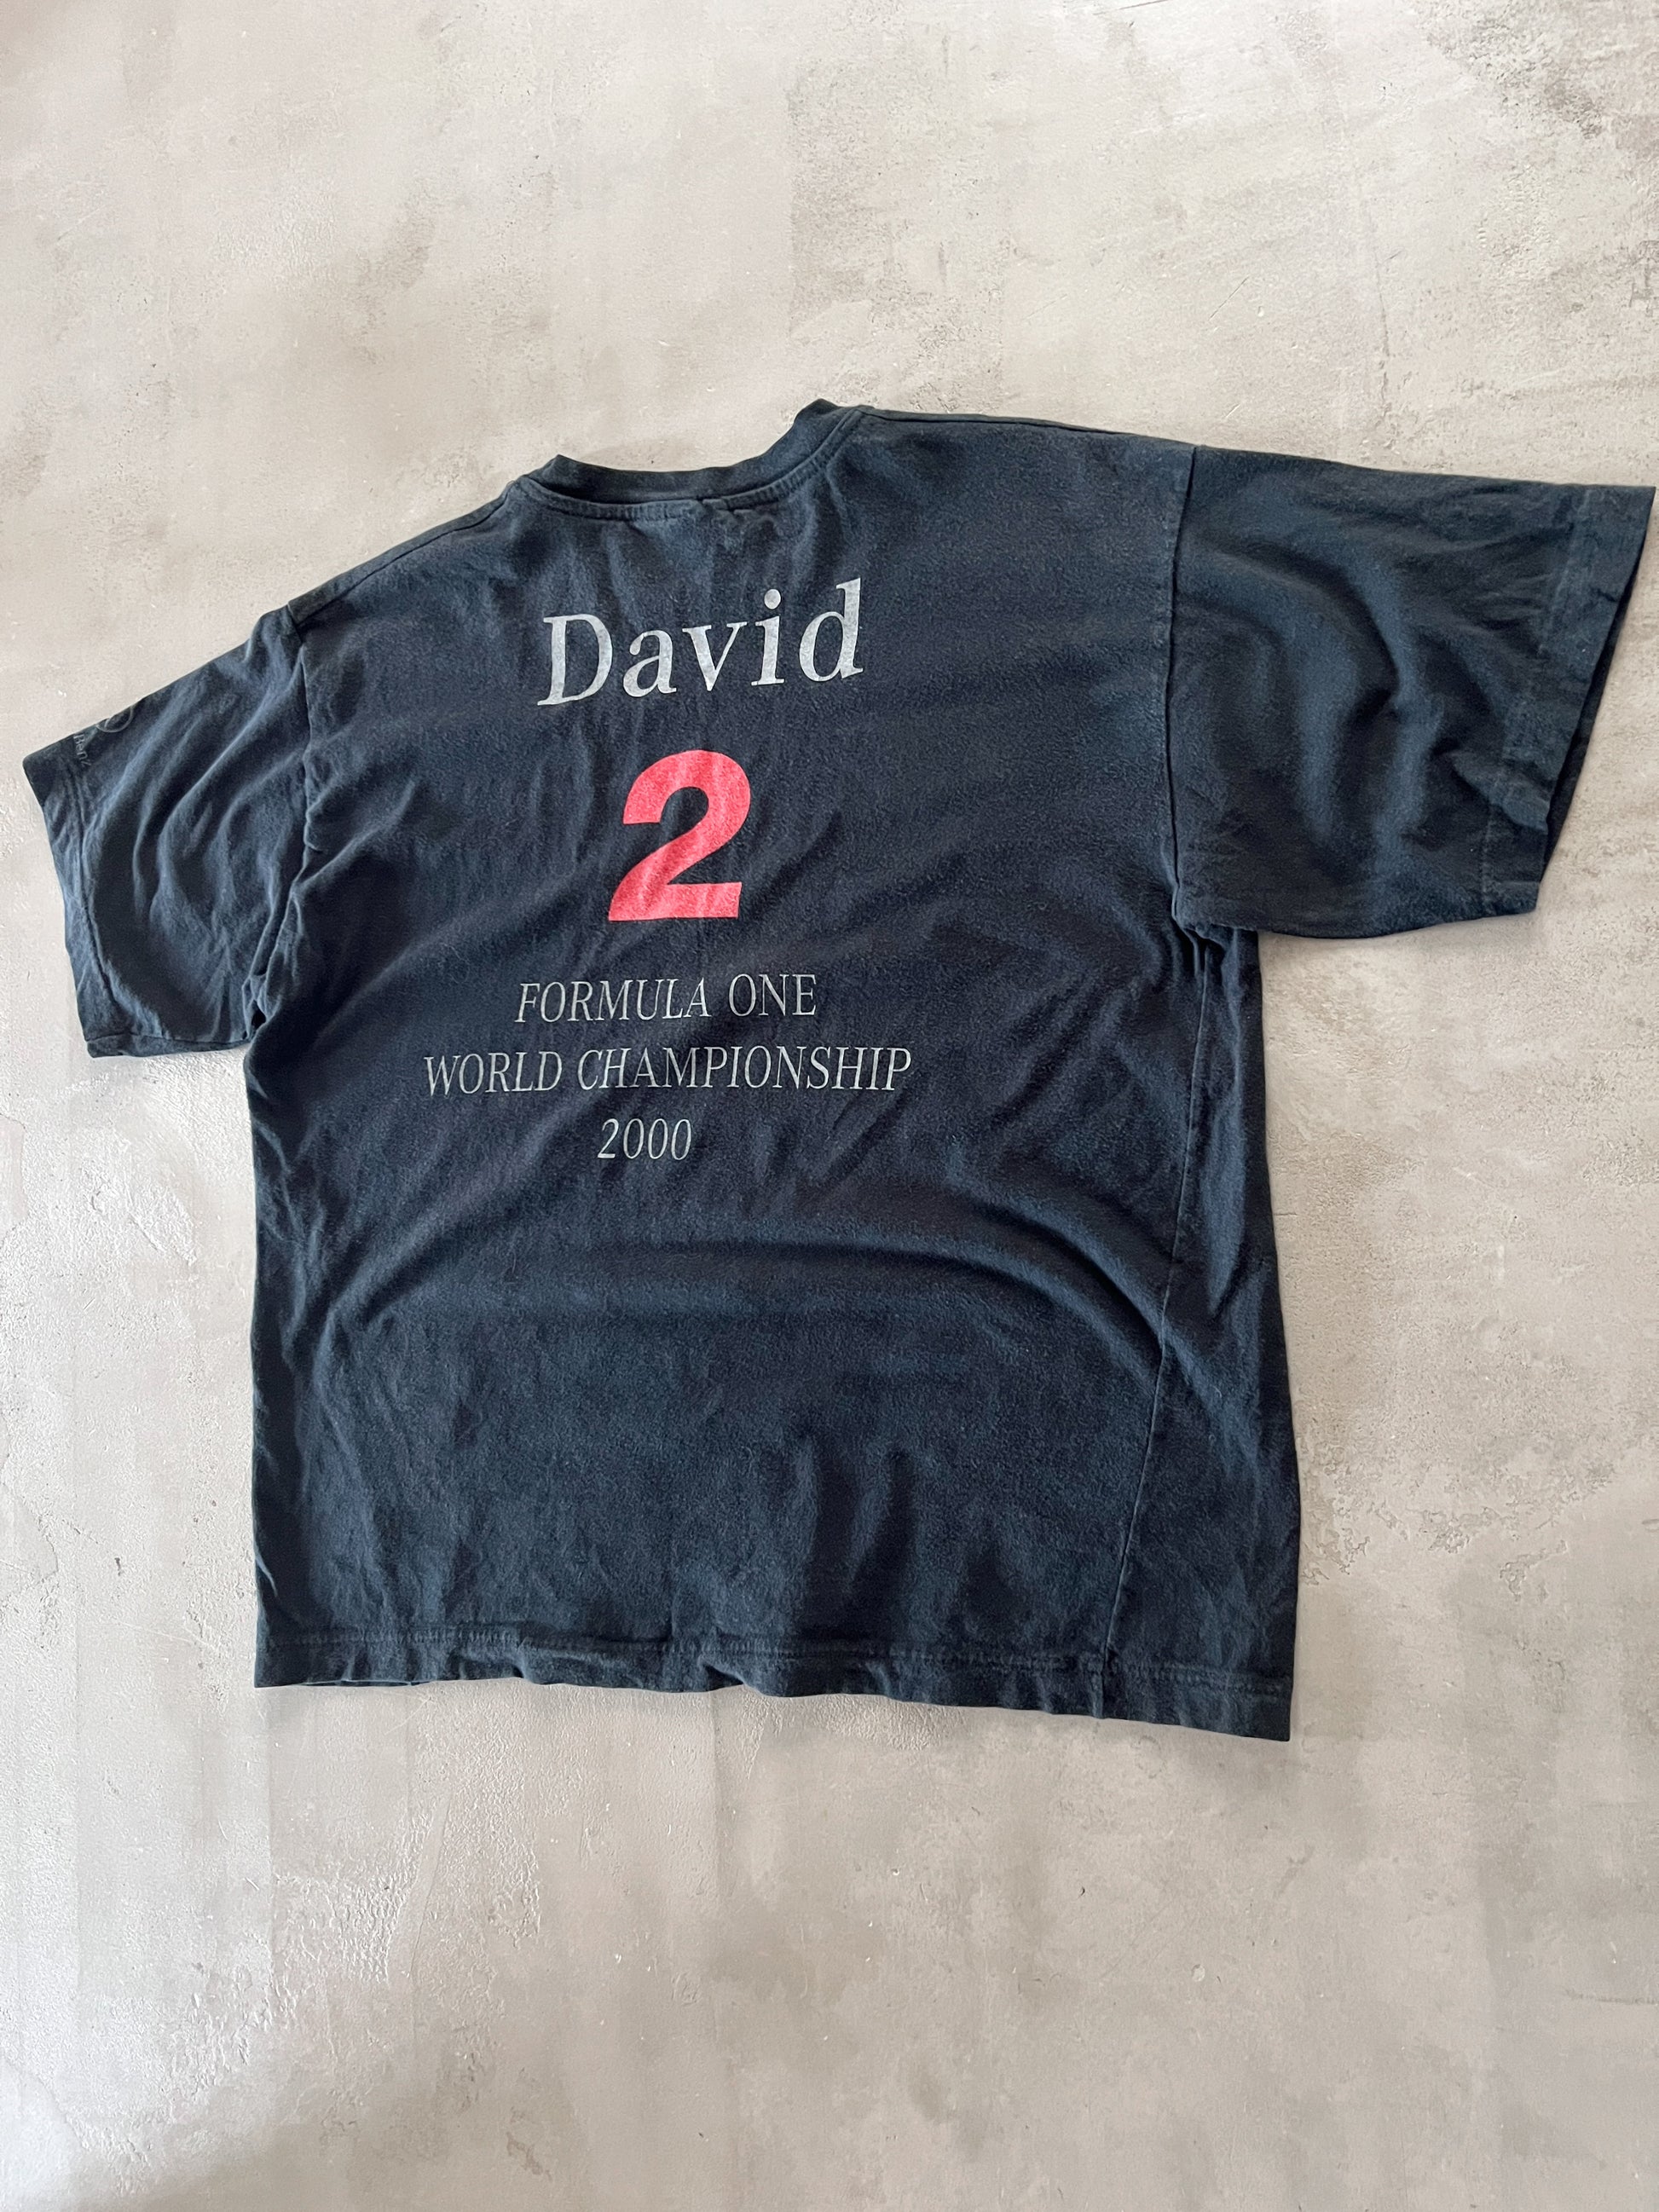 David
2
FORMULA ONE
WORLD CHAMPIONSHIP
2000